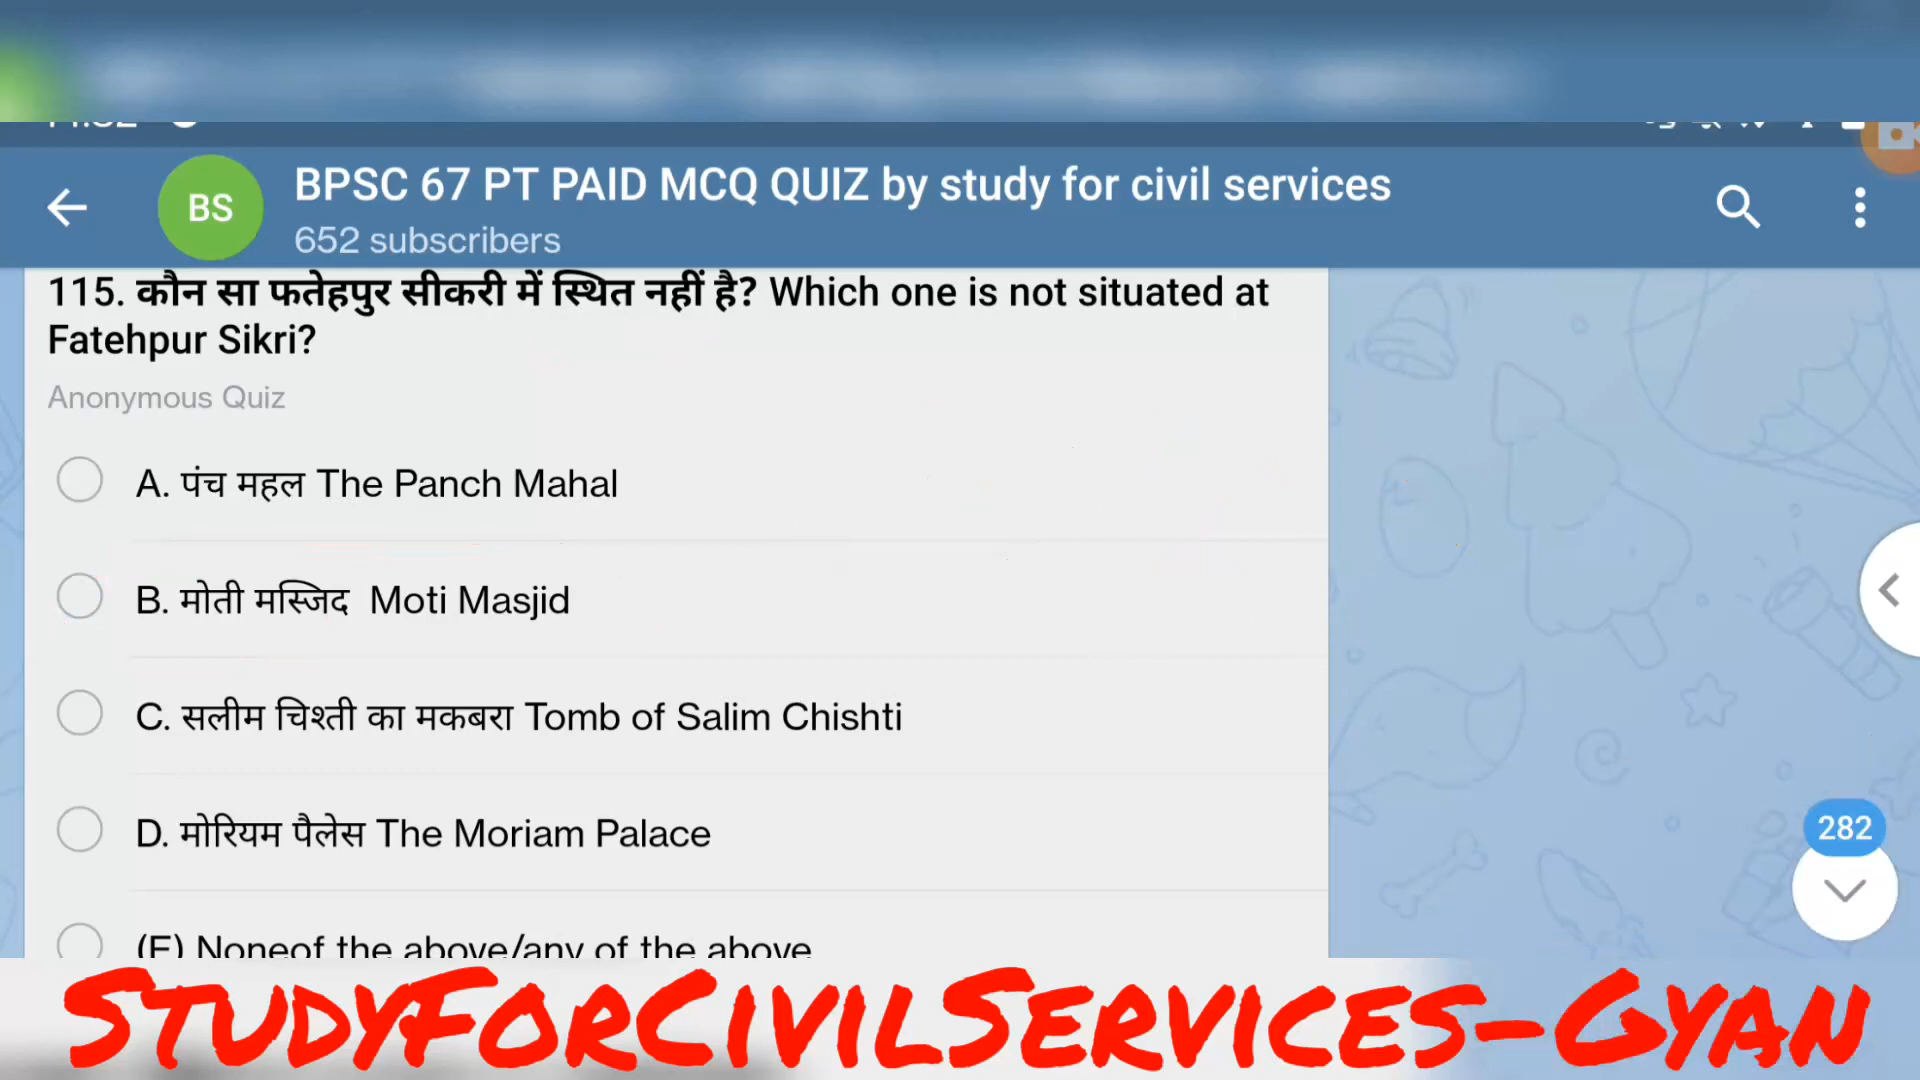 BS
BPSC 67 PT PAID MCQ QUIZ by study for civil services
652 subscribers
115. कौन सा फतेहपुर सीकरी में स्थित नहीं है? Which one is not situated at
Fatehpur Sikri?
Anonymous Quiz
A. पंच महल The Panch Mahal
B. मोती मस्जिद Moti Masjid
C. सलीम चिश्ती का मकबरा Tomb of Salim Chishti
D. मोरियम पैलेस The Moriam Palace
282
(E) Noneof the above/any of the above
StudyForCivilServices-Gyan